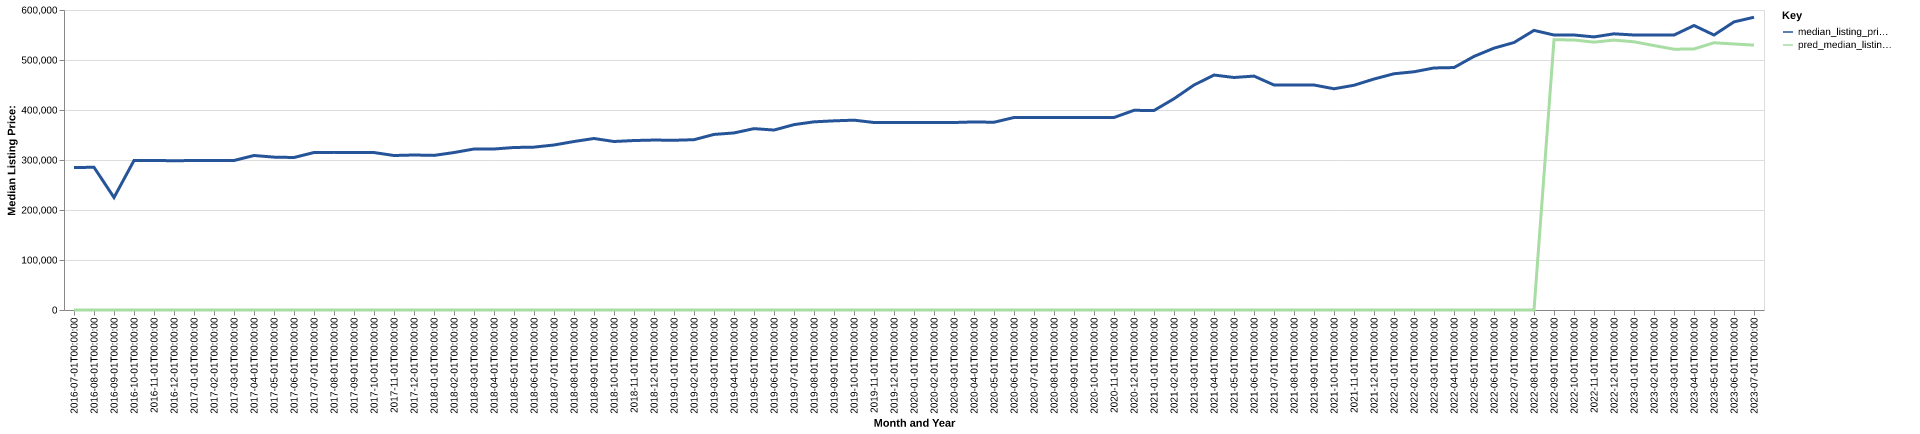 600,000
500,000
400,000
300,000
200,000
100,000
0
Median Listing Price:
2016-07-01T00:00:00
2016-08-01T00:00:00
2016-09-01T00:00:00
2016-10-01T00:00:00
2016-11-01T00:00:00
2016-12-01T00:00:00
2017-01-01T00:00:00
2017-02-01T00:00:00
2017-03-01T00:00:00
2017-04-01T00:00:00
2017-05-01T00:00:00
2017-06-01T00:00:00
2017-07-01T00:00:00
2017-08-01T00:00:00
2017-09-01T00:00:00
2017-10-01T00:00:00
2017-11-01T00:00:00
2017-12-01T00:00:00
2018-01-01T00:00:00
2018-02-01T00:00:00
2018-03-01T00:00:00
2018-04-01T00:00:00
2018-05-01T00:00:00
2018-06-01T00:00:00
2018-07-01T00:00:00
2018-08-01T00:00:00
2018-09-01T00:00:00
2018-10-01T00:00:00
2018-11-01T00:00:00
2018-12-01T00:00:00
2019-01-01T00:00:00
2019-02-01T00:00:00
2019-03-01T00:00:00
2019-04-01T00:00:00
2019-05-01T00:00:00
2019-06-01T00:00:00
2019-07-01T00:00:00
2019-08-01T00:00:00
2019-09-01T00:00:00
2019-10-01T00:00:00
2019-11-01T00:00:00
2019-12-01T00:00:00
2020-01-01T00:00:00
2020-02-01T00:00:00
2020-03-01T00:00:00
2020-04-01T00:00:00
2020-05-01T00:00:00
2020-06-01T00:00:00
2020-07-01T00:00:00
2020-08-01T00:00:00
2020-09-01T00:00:00
2020-10-01T00:00:00
2020-11-01T00:00:00
2020-12-01T00:00:00
2021-01-01T00:00:00
2021-02-01T00:00:00
2021-03-01T00:00:00
2021-04-01T00:00:00
2021-05-01T00:00:00
2021-06-01T00:00:00
2021-07-01T00:00:00
2021-08-01T00:00:00
2021-09-01T00:00:00
2021-10-01T00:00:00
2021-11-01T00:00:00
2021-12-01T00:00:00
2022-01-01T00:00:00
2022-02-01T00:00:00
2022-03-01T00:00:00
2022-04-01T00:00:00
2022-05-01T00:00:00
2022-06-01T00:00:00
2022-07-01T00:00:00
2022-08-01T00:00:00
2022-09-01T00:00:00
2022-10-01T00:00:00
2022-11-01T00:00:00
2022-12-01T00:00:00
2023-01-01T00:00:00
2023-02-01T00:00:00
2023-03-01T00:00:00
2023-04-01T00:00:00
2023-05-01T00:00:00
2023-06-01T00:00:00
2023-07-01T00:00:00
Month and Year
Key
median_listing_pri…
pred_median_listin…